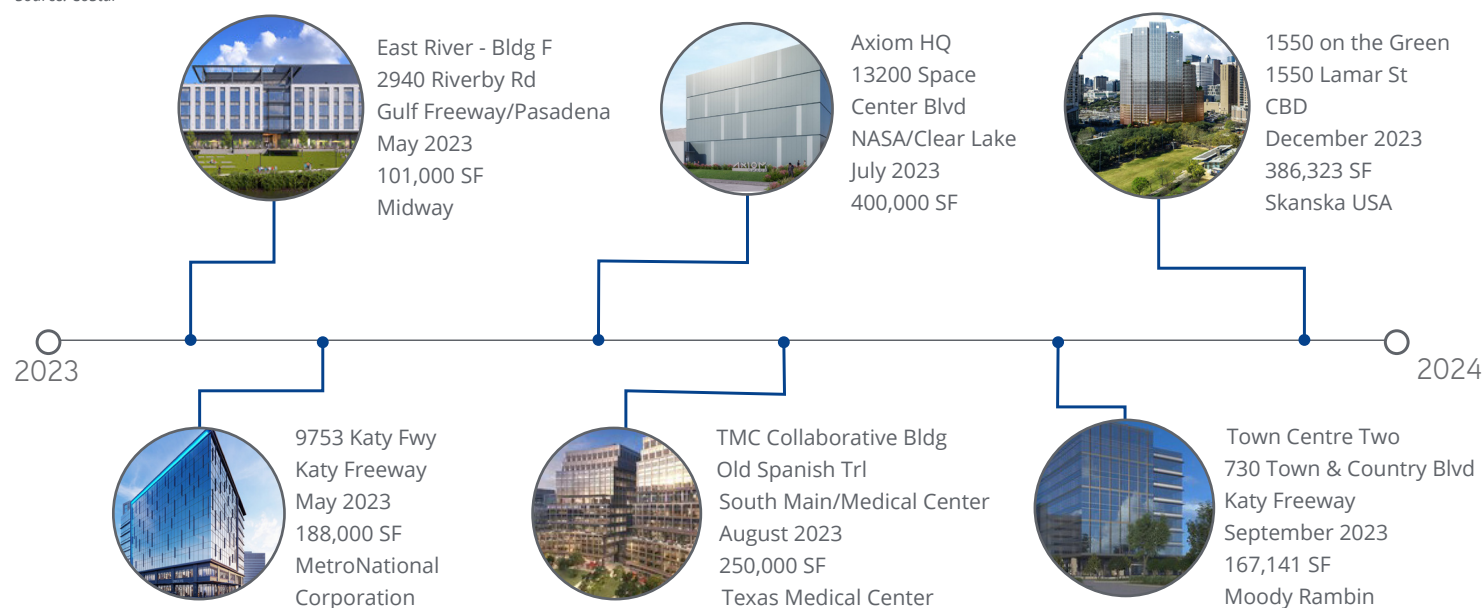 East River - Bldg F
2940 Riverby Rd
Gulf Freeway/Pasadena
May 2023
101,000 SF
Midway
Axiom HQ
13200 Space
Center Blvd
NASA/Clear Lake
July 2023
400,000 SF
1550 on the Green
1550 Lamar St
CBD
December 2023
386,323 SF
Skanska USA
AXIOM
2023
2024
9753 Katy Fwy
Katy Freeway
May 2023
188,000 SF
MetroNational
Corporation
TMC Collaborative Bldg
Old Spanish Trl
South Main/Medical Center
August 2023
250,000 SF
Texas Medical Center
Town Centre Two
730 Town & Country Blvd
Katy Freeway
September 2023
167,141 SF
Moody Rambin